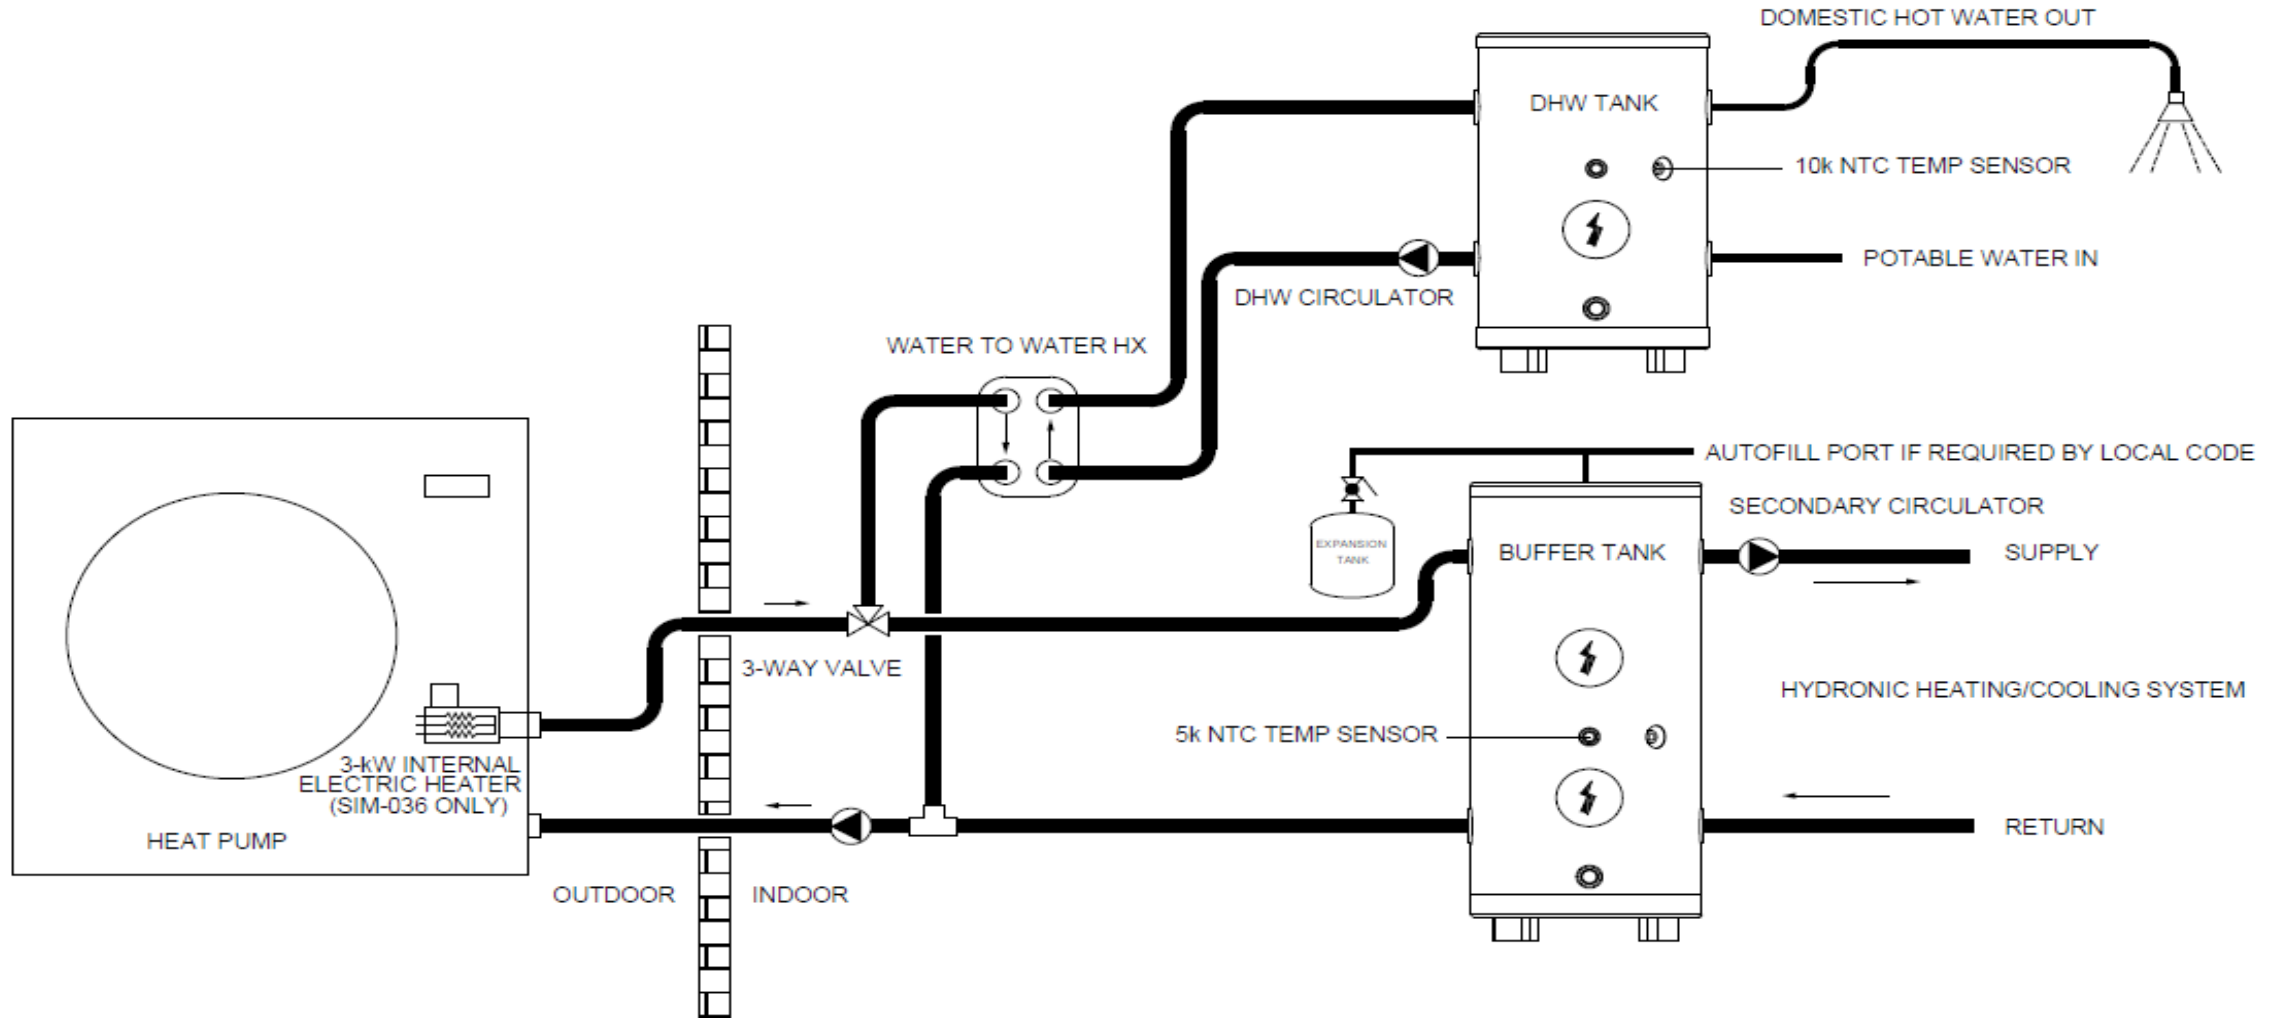 DOMESTIC HOT WATER OUT
DHW TANK
10k NTC TEMP SENSOR
POTABLE WATER IN
DHW CIRCULATOR
WATER TO WATER HX
AUTOFILL PORT IF REQUIRED BY LOCAL CODE
SECONDARY CIRCULATOR
EXPANSION
TANK
BUFFER TANK
SUPPLY
3-WAY VALVE
HYDRONIC HEATING/COOLING SYSTEM
5k NTC TEMP SENSOR
3-kW INTERNAL
ELECTRIC HEATER
(SIM-036 ONLY)
HEAT PUMP
RETURN
OUTDOOR
INDOOR